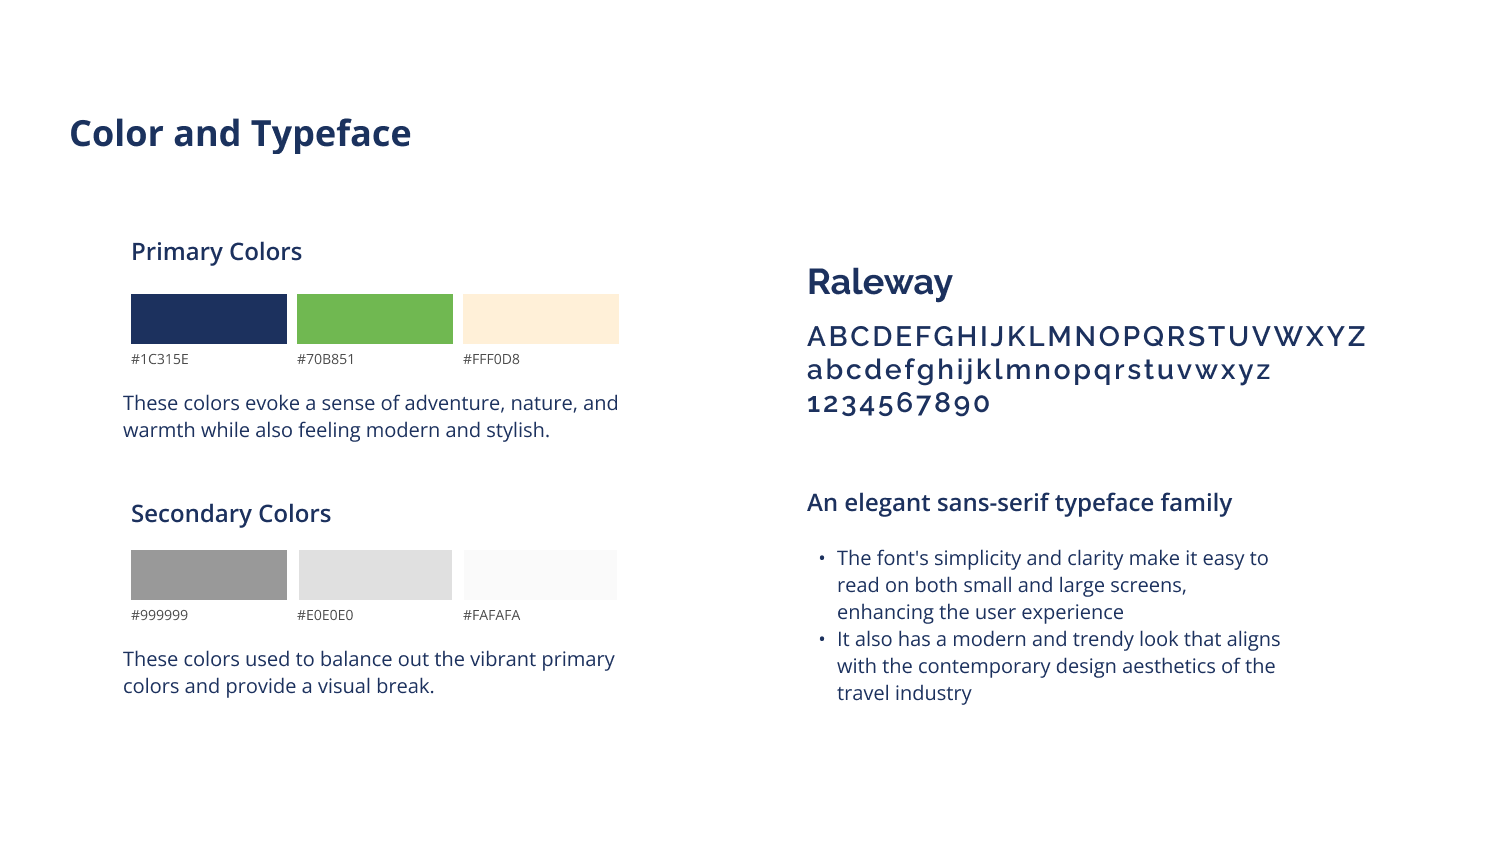 Color and Typeface
Primary Colors
#1C315E
#70B851
#FFF0D8
These colors evoke a sense of adventure, nature, and
warmth while also feeling modern and stylish.
Secondary Colors
#999999
#E0E0E0
#FAFAFA
These colors used to balance out the vibrant primary
colors and provide a visual break.
Raleway
ABCDEFGHIJKLMNOPQRSTUVWXYZ
abcdefghijklmnopqrstuvwxyz
1234567890
An elegant sans-serif typeface family
• The font's simplicity and clarity make it easy to
read on both small and large screens,
enhancing the user experience
• It also has a modern and trendy look that aligns
with the contemporary design aesthetics of the
travel industry